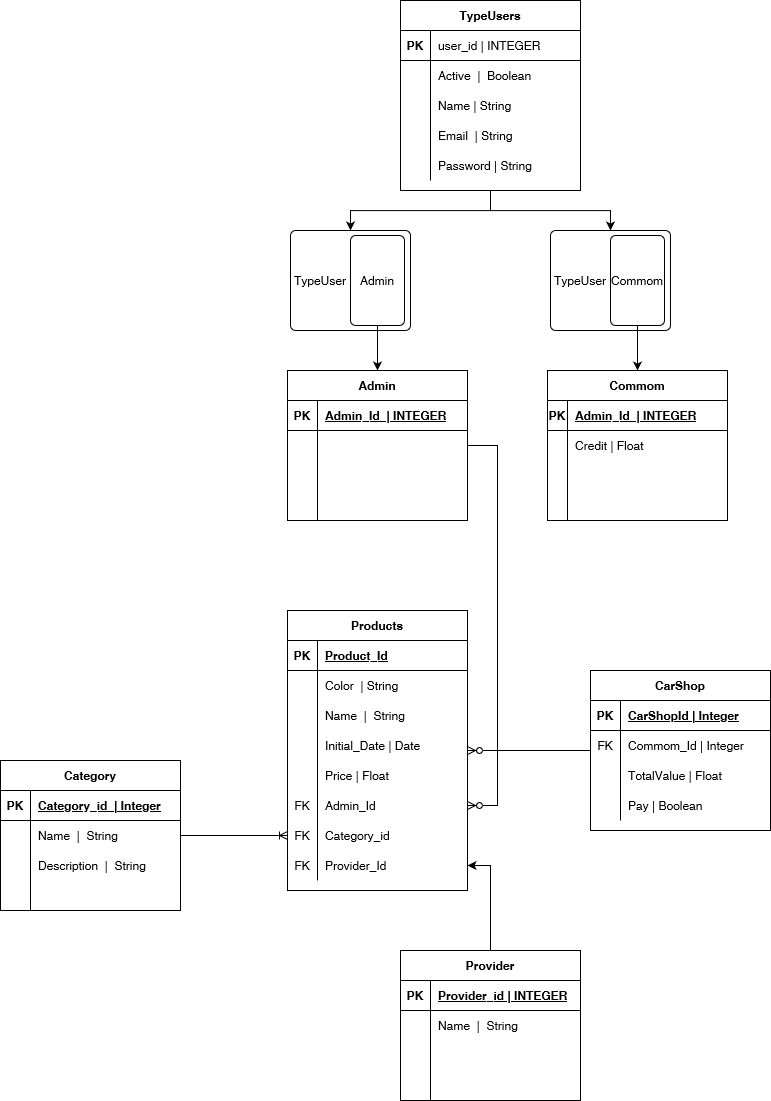 TypeUsers
PK user_id | INTEGER
Active | Boolean
Name | String
Email | String
Password | String
TypeUser Admin
TypeUser Commom
Admin
PK Admin_Id | INTEGER
Commom
PK Admin_Id | INTEGER
Credit | Float
Products
PK Product_Id
Color | String
Name | String
Initial_Date | Date
Price | Float
FK Admin_Id
FK Category_id
FK Provider_Id
CarShop
PK CarShopId | Integer
FK Commom_Id | Integer
TotalValue | Float
Pay | Boolean
Category
PK Category_id | Integer
Name | String
Description | String
Provider
PK Provider_id | INTEGER
Name | String